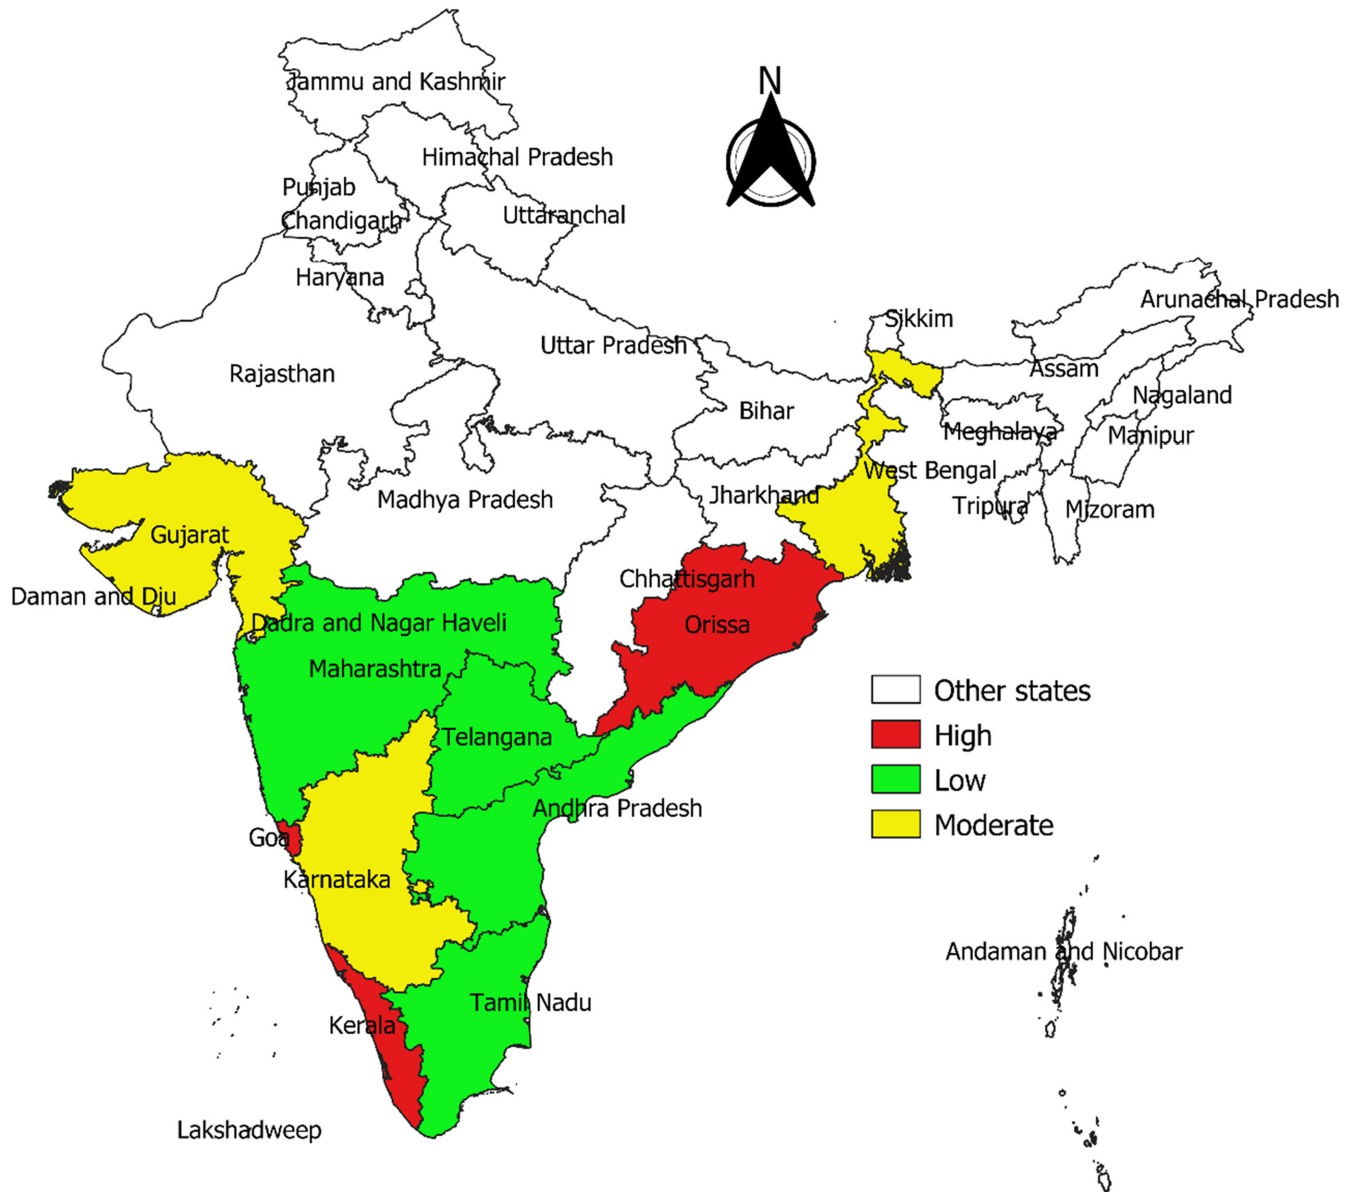 N
Jammu and Kashmir
Himachal Pradesh
Punjab
Uttaranchal
Chandigarh
Haryana
Arunachal Pradesh
Sikkim
Uttar Pradesh
Assam
Rajasthan
Nagaland
Bihar
Meghalaya
Manipur
West Bengal
Madhya Pradesh
Jharkhand
Tripura
Mizoram
Gujarat
Chhattisgarh
Daman and Diu
Dadra and Nagar Haveli
Orissa
Maharashtra
Other states
High
Telangana
Low
Andhra Pradesh
Moderate
Goa
Karnataka
Andaman and Nicobar
Tamil Nadu
Kerala
Lakshadweep